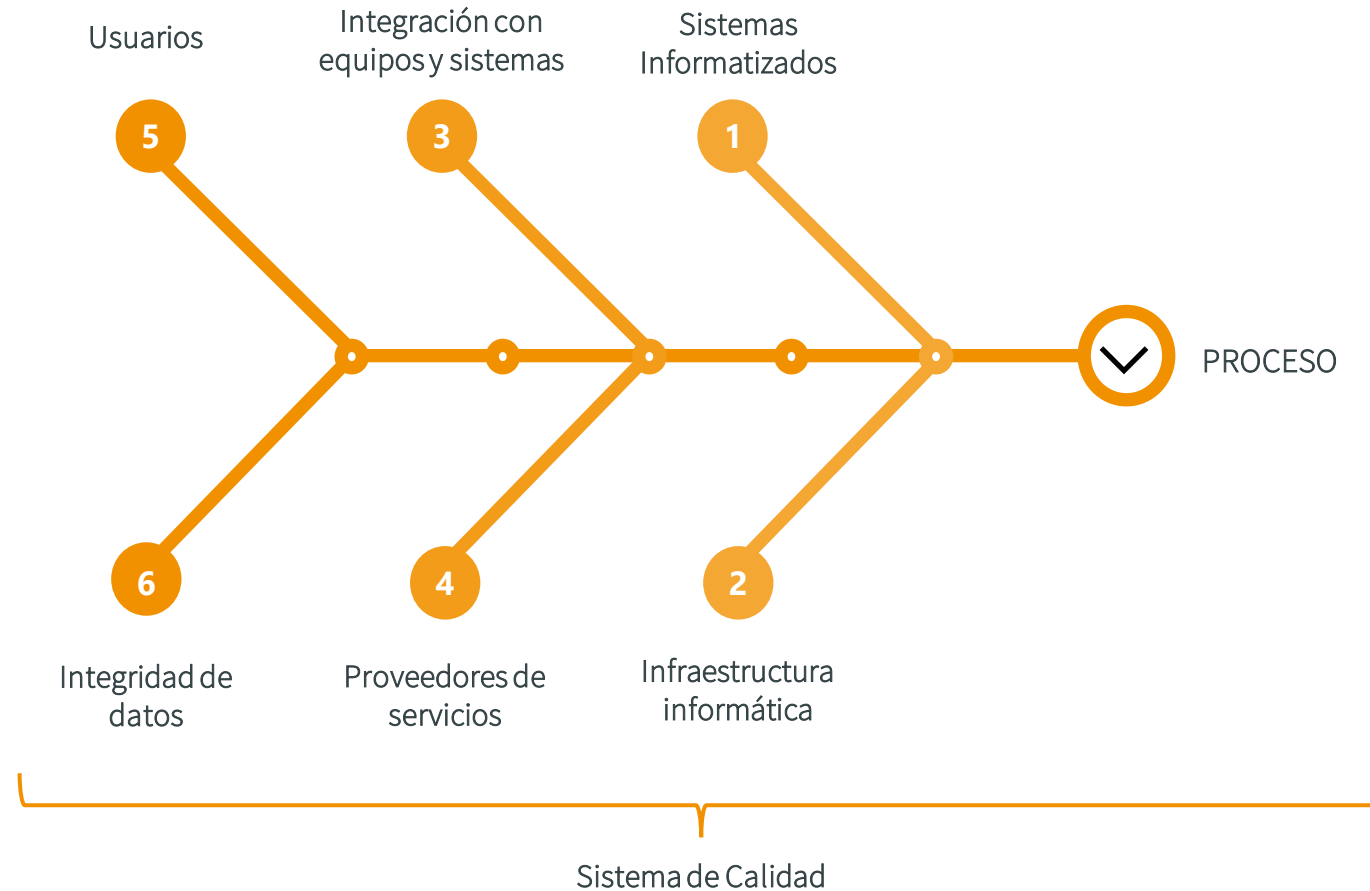 Usuarios
Integración con
equipos y sistemas
Sistemas
Informatizados
5
3
1
PROCESO
6
4
2
Integridad de
datos
Proveedores de
servicios
Infraestructura
informática
Sistema de Calidad